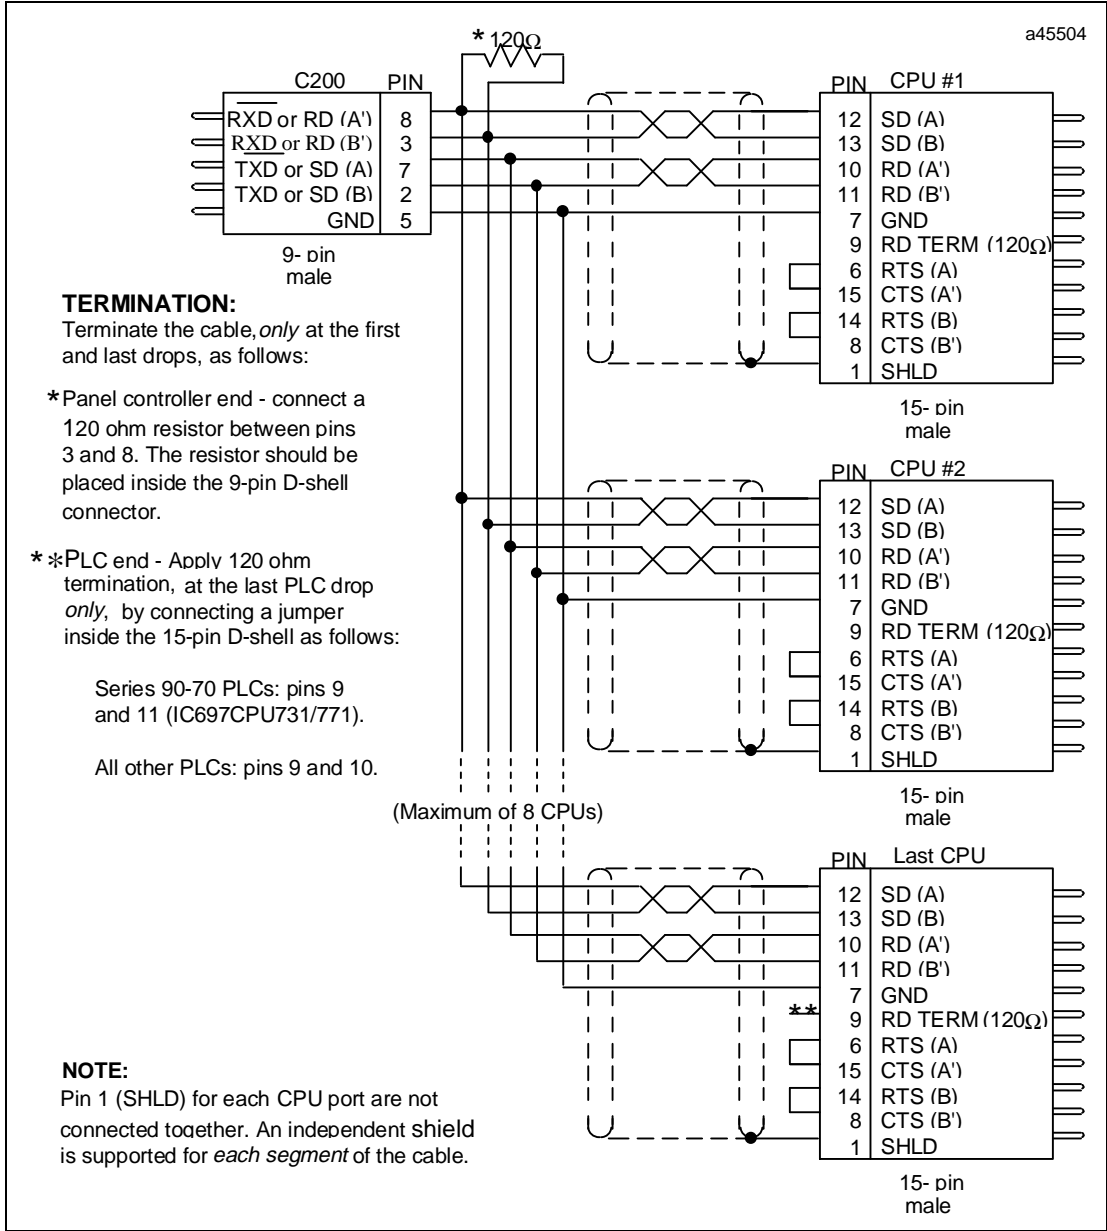 a45504
* 120Ω
C200 PIN
RXD or RD (A') 8
RXD or RD (B') 3
TXD or SD (A) 7
TXD or SD (B) 2
GND 5
9- pin
male
PIN CPU #1
12 SD (A)
13 SD (B)
10 RD (A')
11 RD (B')
7 GND
9 RD TERM (120Ω)
6 RTS (A)
15 CTS (A')
14 RTS (B)
8 CTS (B')
1 SHLD
15- pin
male
TERMINATION:
Terminate the cable, only at the first
and last drops, as follows:
* Panel controller end - connect a
120 ohm resistor between pins
3 and 8. The resistor should be
placed inside the 9-pin D-shell
connector.
* * PLC end - Apply 120 ohm
termination, at the last PLC drop
only, by connecting a jumper
inside the 15-pin D-shell as follows:
Series 90-70 PLCs: pins 9
and 11 (IC697CPU731/771).
All other PLCs: pins 9 and 10.
PIN CPU #2
12 SD (A)
13 SD (B)
10 RD (A')
11 RD (B')
7 GND
9 RD TERM (120Ω)
6 RTS (A)
15 CTS (A')
14 RTS (B)
8 CTS (B')
1 SHLD
15- pin
male
(Maximum of 8 CPUs)
PIN Last CPU
12 SD (A)
13 SD (B)
10 RD (A')
11 RD (B')
7 GND
** 9 RD TERM (120Ω)
6 RTS (A)
15 CTS (A')
14 RTS (B)
8 CTS (B')
1 SHLD
15- pin
male
NOTE:
Pin 1 (SHLD) for each CPU port are not
connected together. An independent shield
is supported for each segment of the cable.